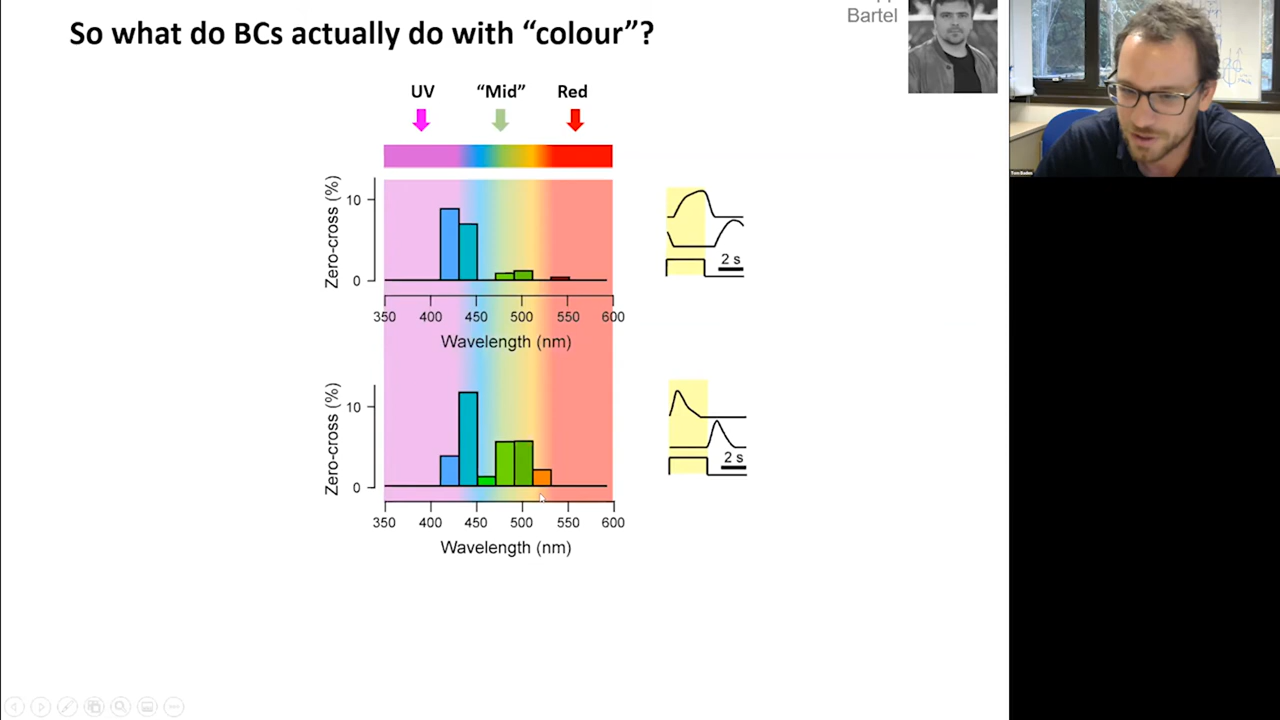 So what do BCs actually do with “colour”?
Bartel
UV “Mid” Red
Zero-cross (%)
10
0
350 400 450 500 550 600
Wavelength (nm)
2 s
Zero-cross (%)
10
0
350 400 450 500 550 600
Wavelength (nm)
2 s
Tom Baden